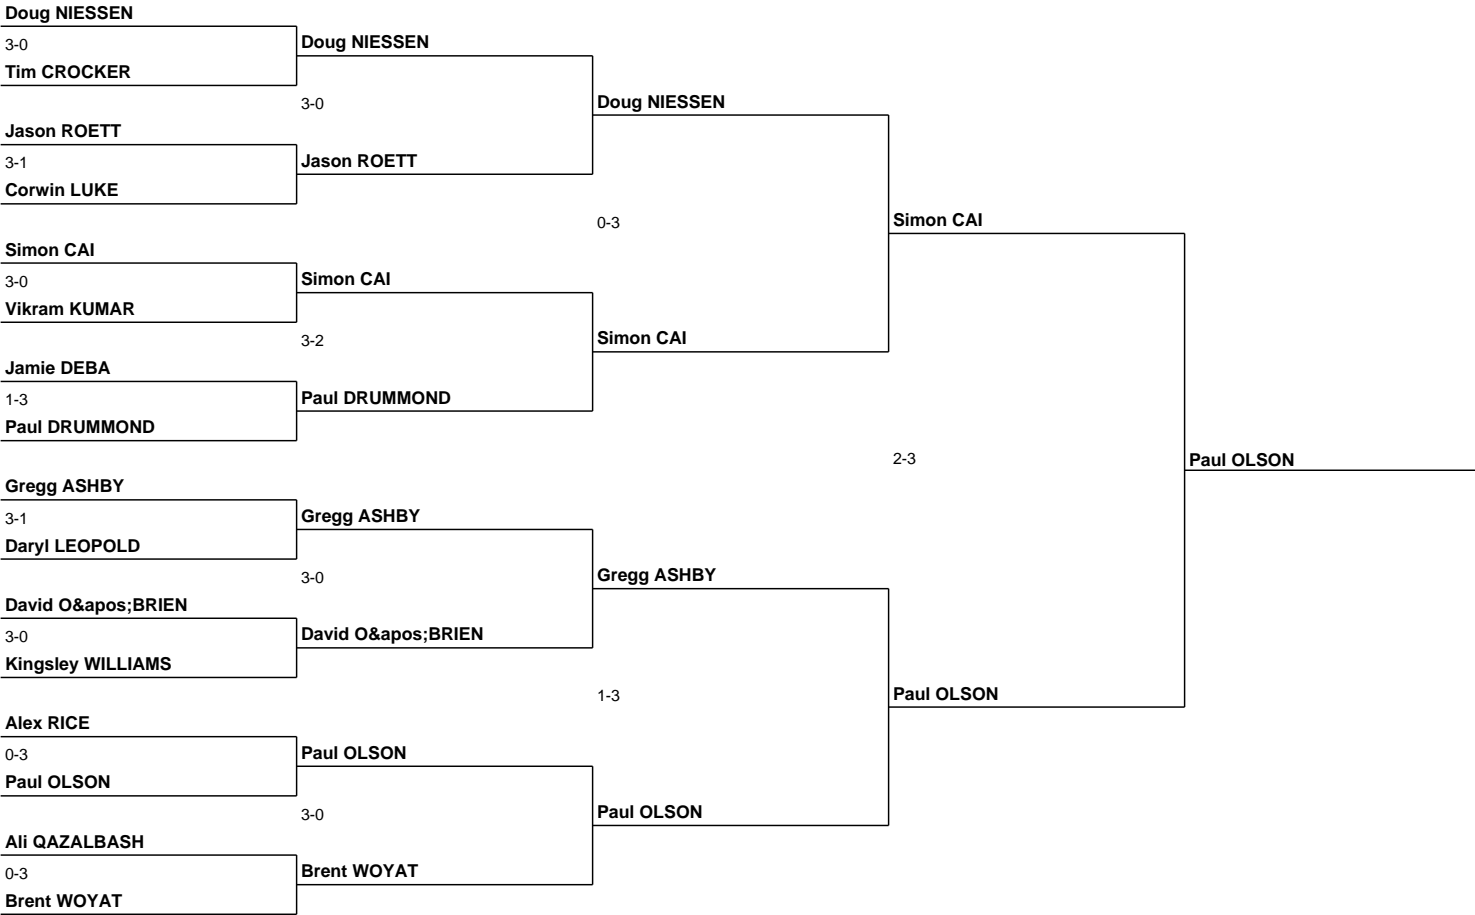 Doug NIESSEN
3-0
Tim CROCKER
Jason ROETT
3-1
Corwin LUKE
Simon CAI
3-0
Vikram KUMAR
Jamie DEBA
1-3
Paul DRUMMOND
Gregg ASHBY
3-1
Daryl LEOPOLD
David O&apos;BRIEN
3-0
Kingsley WILLIAMS
Alex RICE
0-3
Paul OLSON
Ali QAZALBASH
0-3
Brent WOYAT
Doug NIESSEN
3-0
Jason ROETT
Simon CAI
3-2
Paul DRUMMOND
Gregg ASHBY
3-0
David O&apos;BRIEN
Paul OLSON
3-0
Brent WOYAT
Doug NIESSEN
0-3
Simon CAI
Gregg ASHBY
1-3
Paul OLSON
Simon CAI
2-3
Paul OLSON
Paul OLSON